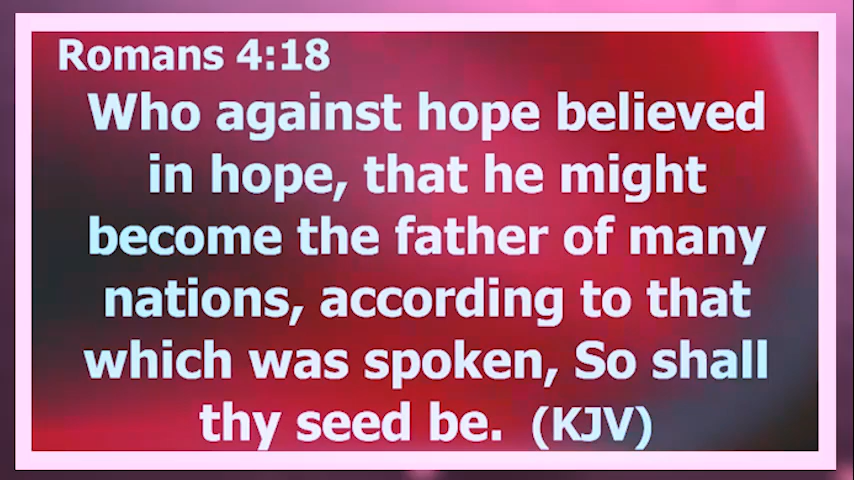 Romans 4:18
Who against hope believed
in hope, that he might
become the father of many
nations, according to that
which was spoken, So shall
thy seed be.  (KJV)